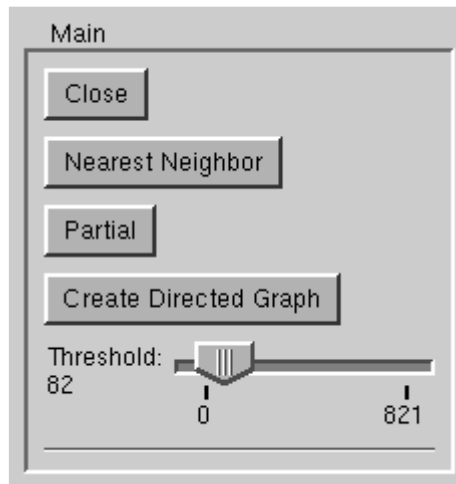 Main
Close
Nearest Neighbor
Partial
Create Directed Graph
Threshold:
82
0 821